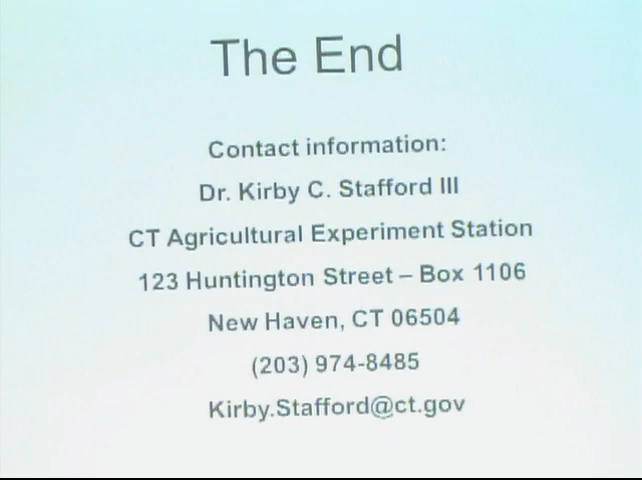 The End
Contact information:
Dr. Kirby C. Stafford III
CT Agricultural Experiment Station
123 Huntington Street – Box 1106
New Haven, CT 06504
(203) 974-8485
Kirby.Stafford@ct.gov